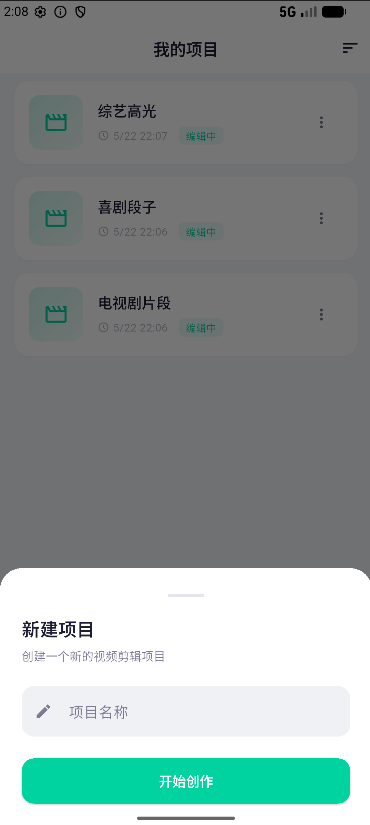 2:08
5G
我的项目
综艺高光
5/22 22:07 编辑中
喜剧段子
5/22 22:06 编辑中
电视剧片段
5/22 22:06 编辑中
新建项目
创建一个新的视频剪辑项目
项目名称
开始创作